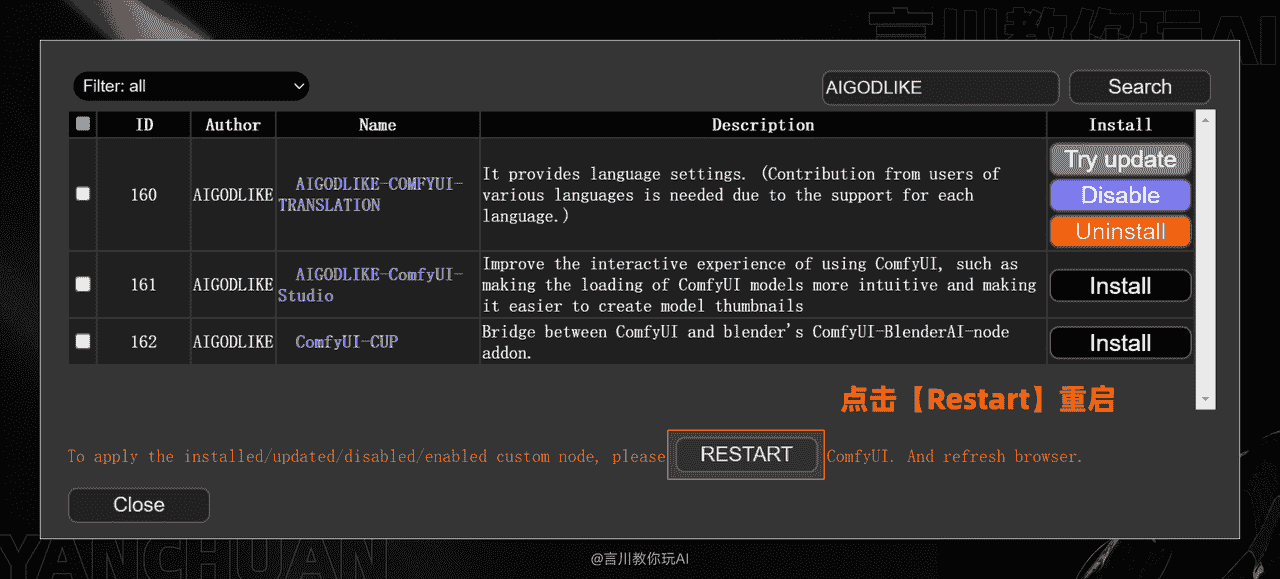 言川教你玩AI
Filter: all
AIGODLIKE
Search
ID Author Name Description Install
160 AIGODLIKE AIGODLIKE-COMFYUI-
TRANSLATION
It provides language settings. (Contribution from users of
various languages is needed due to the support for each
language.)
Try update
Disable
Uninstall
161 AIGODLIKE AIGODLIKE-ComfyUI-
Studio
Improve the interactive experience of using ComfyUI, such as
making the loading of ComfyUI models more intuitive and making
it easier to create model thumbnails
Install
162 AIGODLIKE ComfyUI-CUP
Bridge between ComfyUI and blender's ComfyUI-BlenderAI-node
addon.
Install
点击【Restart】重启
To apply the installed/updated/disabled/enabled custom node, please RESTART ComfyUI. And refresh browser.
Close
YANCHUAN
@言川教你玩AI